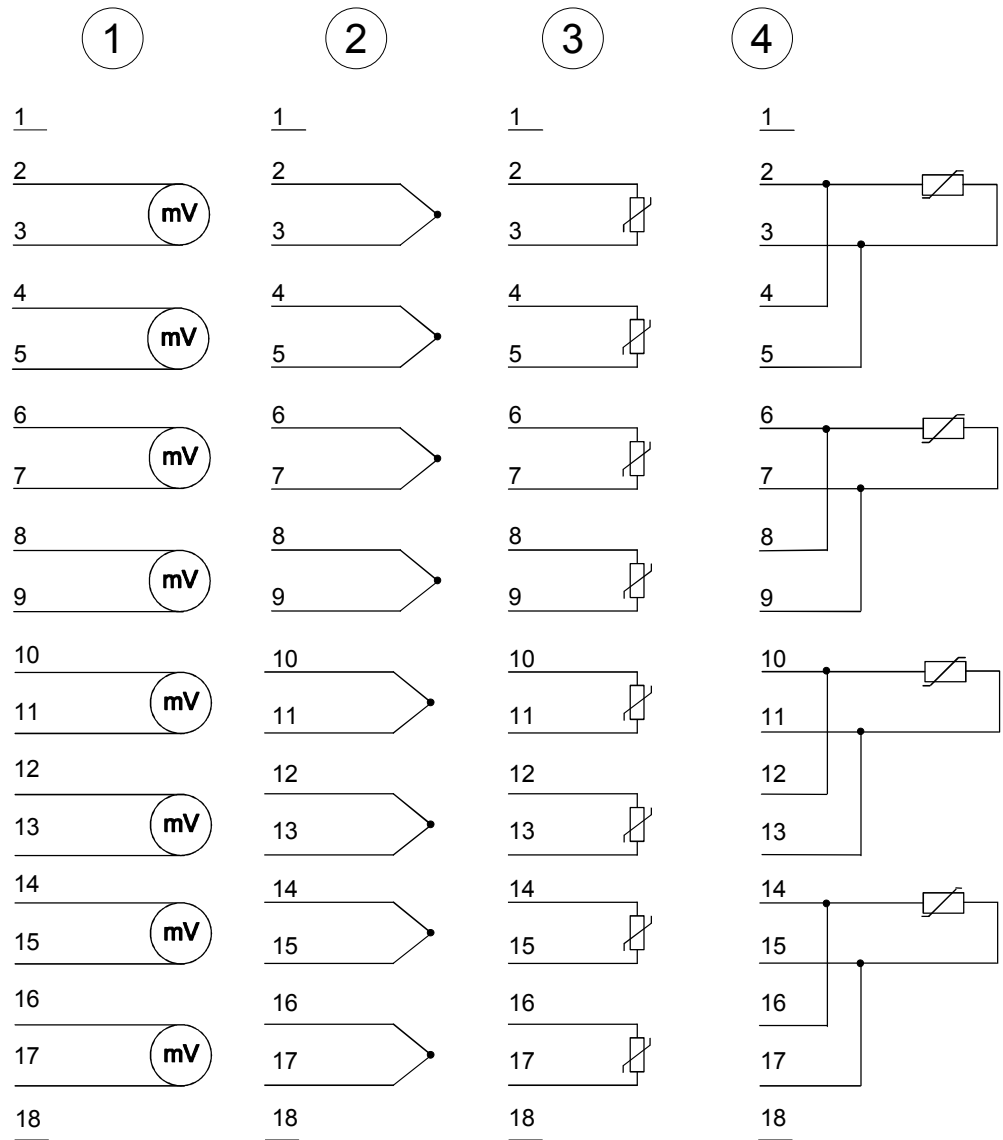 1 2 3 4
1 1 1 1
2 2 2 2
mV
3 3 3 3
4 4 4 4
mV
5 5 5 5
6 6 6 6
mV
7 7 7 7
8 8 8 8
mV
9 9 9 9
10 10 10 10
mV
11 11 11 11
12 12 12 12
mV
13 13 13 13
14 14 14 14
mV
15 15 15 15
16 16 16 16
mV
17 17 17 17
18 18 18 18